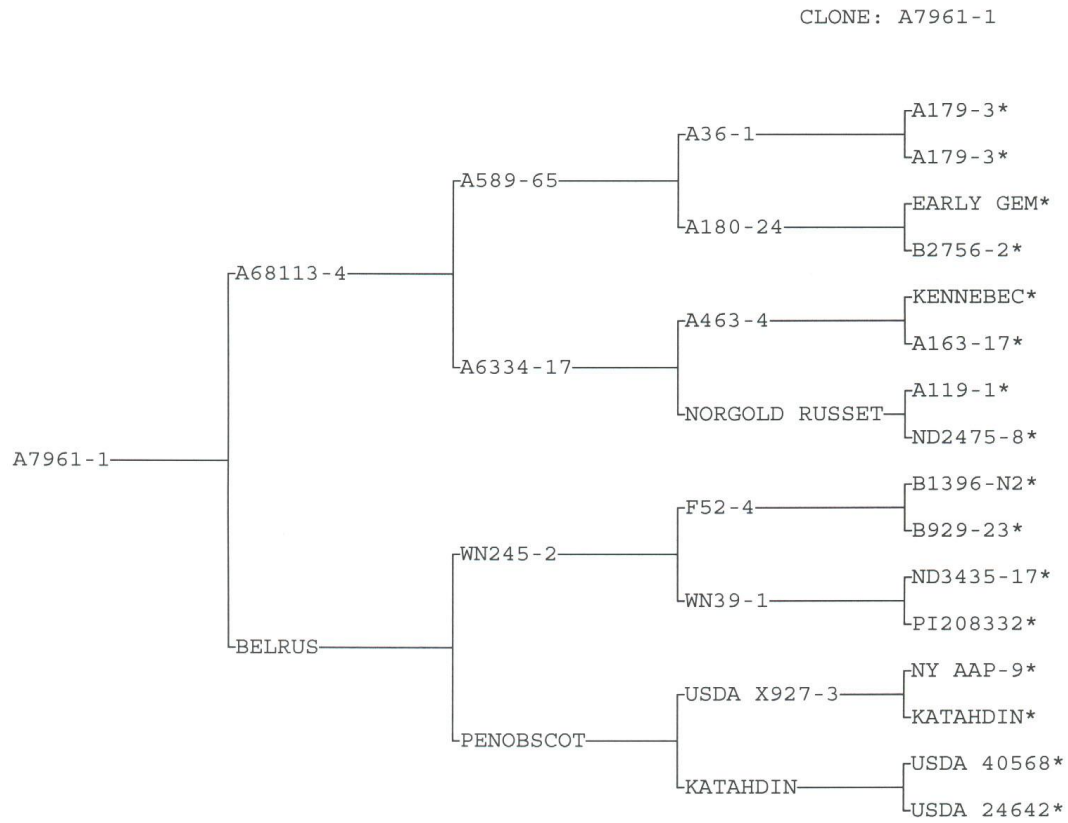 CLONE: A7961-1
A179-3*
A36-1
A179-3*
A589-65
EARLY GEM*
A180-24
B2756-2*
A68113-4
KENNEBEC*
A463-4
A163-17*
A6334-17
A119-1*
NORGOLD RUSSET
ND2475-8*
A7961-1
B1396-N2*
F52-4
B929-23*
WN245-2
ND3435-17*
WN39-1
PI208332*
BELRUS
NY AAP-9*
USDA X927-3
KATAHDIN*
PENOBSCOT
USDA 40568*
KATAHDIN
USDA 24642*